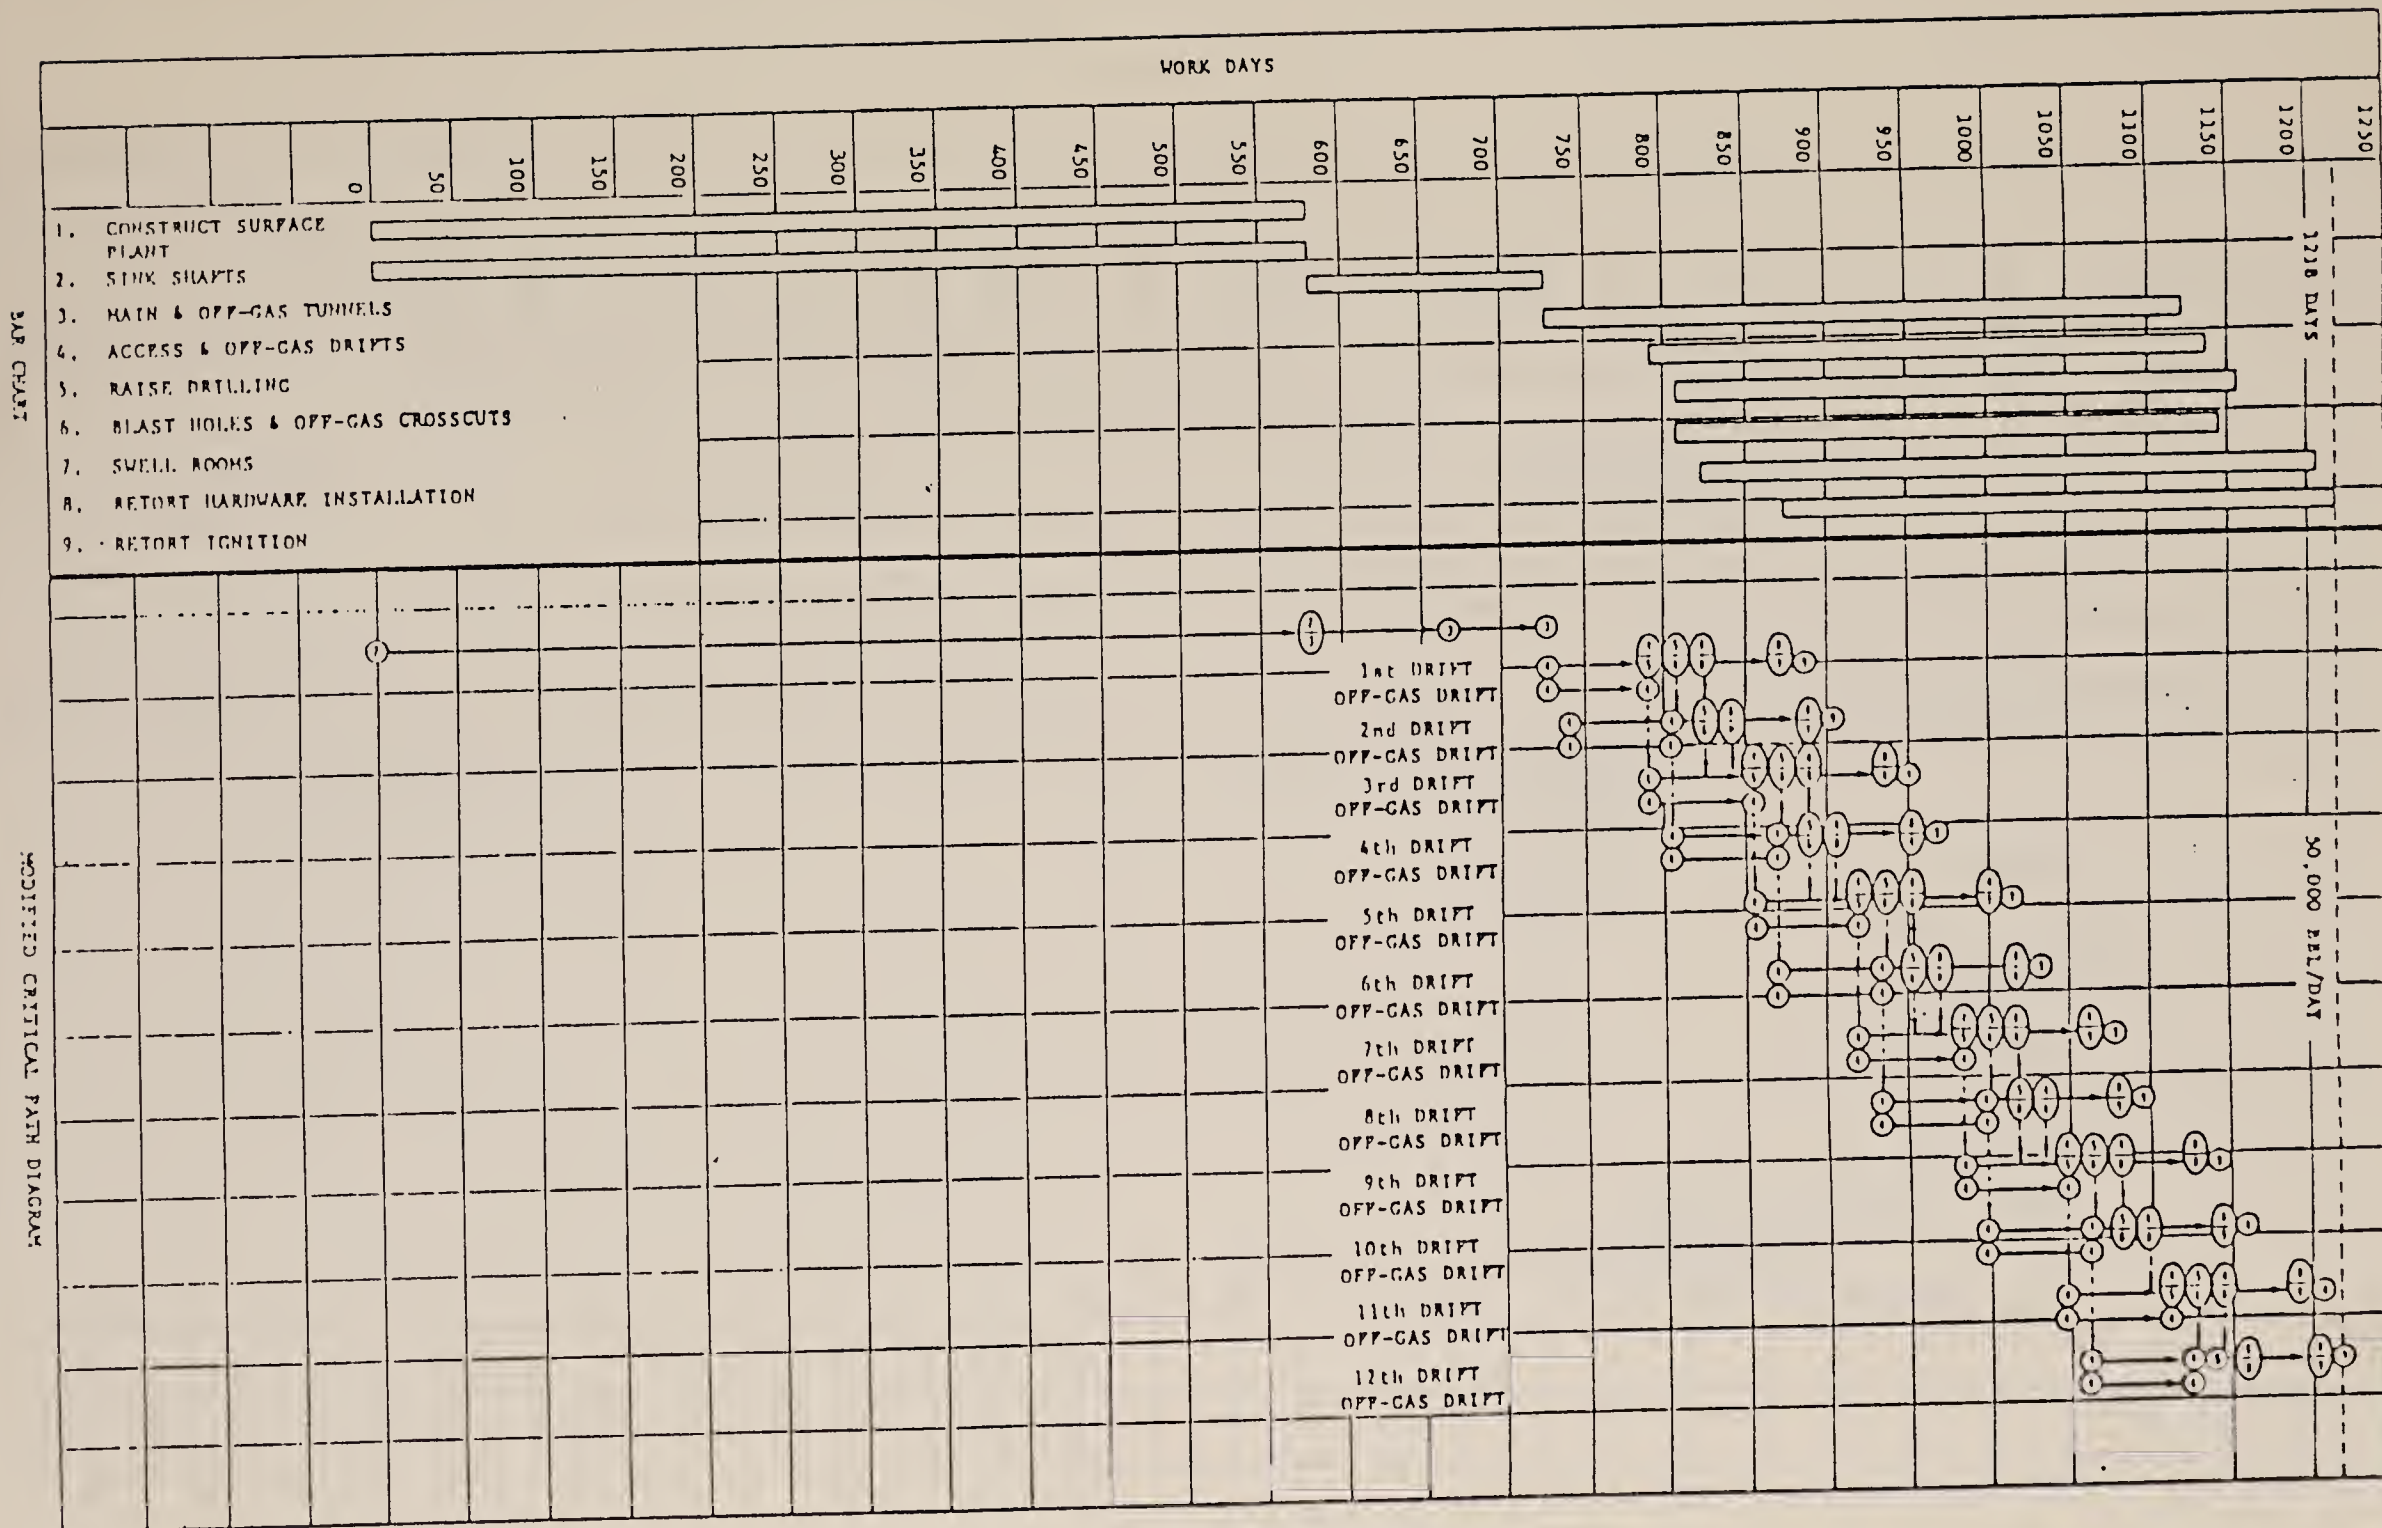 WORK DAYS
0
50
100
150
200
250
300
350
400
450
500
550
600
650
700
750
800
850
900
950
1000
1050
1100
1150
1200
1250
1. CONSTRUCT SURFACE
PLANT
2. SINK SHAFTS
3. MAIN & OFF-GAS TUNNELS
4. ACCESS & OFF-GAS DRIFTS
5. RAISE DRILLING
6. BLAST HOLES & OFF-GAS CROSSCUTS
7. SWELL ROOMS
8. RETORT HARDWARE INSTALLATION
9. RETORT IGNITION
BAR CHART
1218 DAYS
1st DRIFT
OFF-GAS DRIFT
2nd DRIFT
OFF-GAS DRIFT
3rd DRIFT
OFF-GAS DRIFT
4th DRIFT
OFF-GAS DRIFT
5th DRIFT
OFF-GAS DRIFT
6th DRIFT
OFF-GAS DRIFT
7th DRIFT
OFF-GAS DRIFT
8th DRIFT
OFF-GAS DRIFT
9th DRIFT
OFF-GAS DRIFT
10th DRIFT
OFF-GAS DRIFT
11th DRIFT
OFF-GAS DRIFT
12th DRIFT
OFF-GAS DRIFT
MODIFIED CRITICAL PATH DIAGRAM
50,000 BBL/DAY